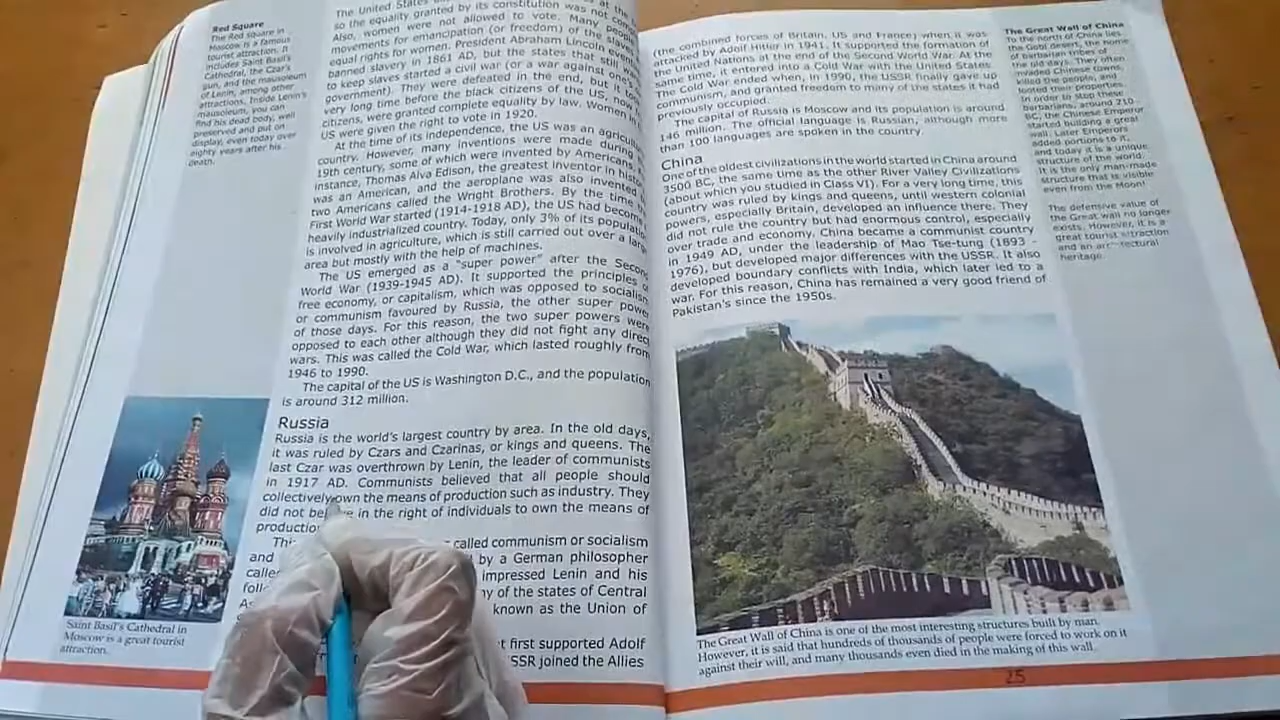 Red Square
The Red square in
Moscow is a famous
tourist attraction. It
includes Saint Basil's
Cathedral, the Czar's
gun, and the mausoleum
of Lenin, among other
attractions. Inside Lenin's
mausoleum, you can
find his dead body, well
preserved and put on
display, even today over
eighty years after his
death.
Saint Basil's Cathedral in
Moscow is a great tourist
attraction.
The United States
so the equality granted by its constitution was not
Also, women were not allowed to vote. Many people
movements for emancipation (or freedom) of the slaves
equal rights for women. President Abraham Lincoln
banned slavery in 1861 AD, but the states that still
to keep slaves started a civil war (or a war against one's
government). They were defeated in the end, but it
very long time before the black citizens of the US, now
citizens, were granted complete equality by law. Women in
US were given the right to vote in 1920.
At the time of its independence, the US was an
country. However, many inventions were made during
19th century, some of which were invented by Americans.
instance, Thomas Alva Edison, the greatest inventor in
was an American, and the aeroplane was also invented
two Americans called the Wright Brothers. By the time
First World War started (1914-1918 AD), the US had become
heavily industrialized country. Today, only 3% of its population
is involved in agriculture, which is still carried out over a large
area but mostly with the help of machines.
The US emerged as a "super power" after the Second
World War (1939-1945 AD). It supported the principles of
free economy, or capitalism, which was opposed to socialism
or communism favoured by Russia, the other super power
of those days. For this reason, the two super powers were
opposed to each other although they did not fight any direct
wars. This was called the Cold War, which lasted roughly from
1946 to 1990.
The capital of the US is Washington D.C., and the population
is around 312 million.
Russia
Russia is the world's largest country by area. In the old days,
it was ruled by Czars and Czarinas, or kings and queens. The
last Czar was overthrown by Lenin, the leader of communists
in 1917 AD. Communists believed that all people should
collectively own the means of production such as industry. They
did not in the right of individuals to own the means of
called communism or socialism
and by a German philosopher
impressed Lenin and his
of the states of Central
known as the Union of
first supported Adolf
joined the Allies
(the combined forces of Britain, US and France) when it was
attacked by Adolf Hitler in 1941. It supported the formation of
the United Nations at the end of the Second World War. At the
same time, it entered into a Cold War with the United States.
The Cold War ended when, in 1990, the USSR finally gave up
communism, and granted freedom to many of the states it had
previously occupied.
The capital of Russia is Moscow and its population is around
146 million. The official language is Russian, although more
than 100 languages are spoken in the country.
China
One of the oldest civilizations in the world started in China around
3500 BC, the same time as the other River Valley Civilizations
(about which you studied in Class VI). For a very long time, this
country was ruled by kings and queens, until western colonial
powers, especially Britain, developed an influence there. They
did not rule the country but had enormous control, especially
over trade and economy. China became a communist country
in 1949 AD, under the leadership of Mao Tse-tung (1893 -
1976), but developed major differences with the USSR. It also
developed boundary conflicts with India, which later led to a
war. For this reason, China has remained a very good friend of
Pakistan's since the 1950s.
The Great Wall of China is one of the most interesting structures built by man.
However, it is said that hundreds of thousands of people were forced to work on it
against their will, and many thousands even died in the making of this wall.
The Great Wall of China
To the north of China lies
the Gobi desert, the home
of barbarian tribes of
the old days. They often
invaded Chinese towns,
killed the people, and
looted their properties.
In order to stop these
barbarians, around 210
BC, the Chinese Emperor
started building a great
wall. Later Emperors
added portions to it,
and today it is a unique
structure of the world.
It is the only man-made
structure that is visible
even from the Moon!
The defensive value of
the Great wall no longer
exists. However, it is a
great tourist attraction
and an
heritage.
25